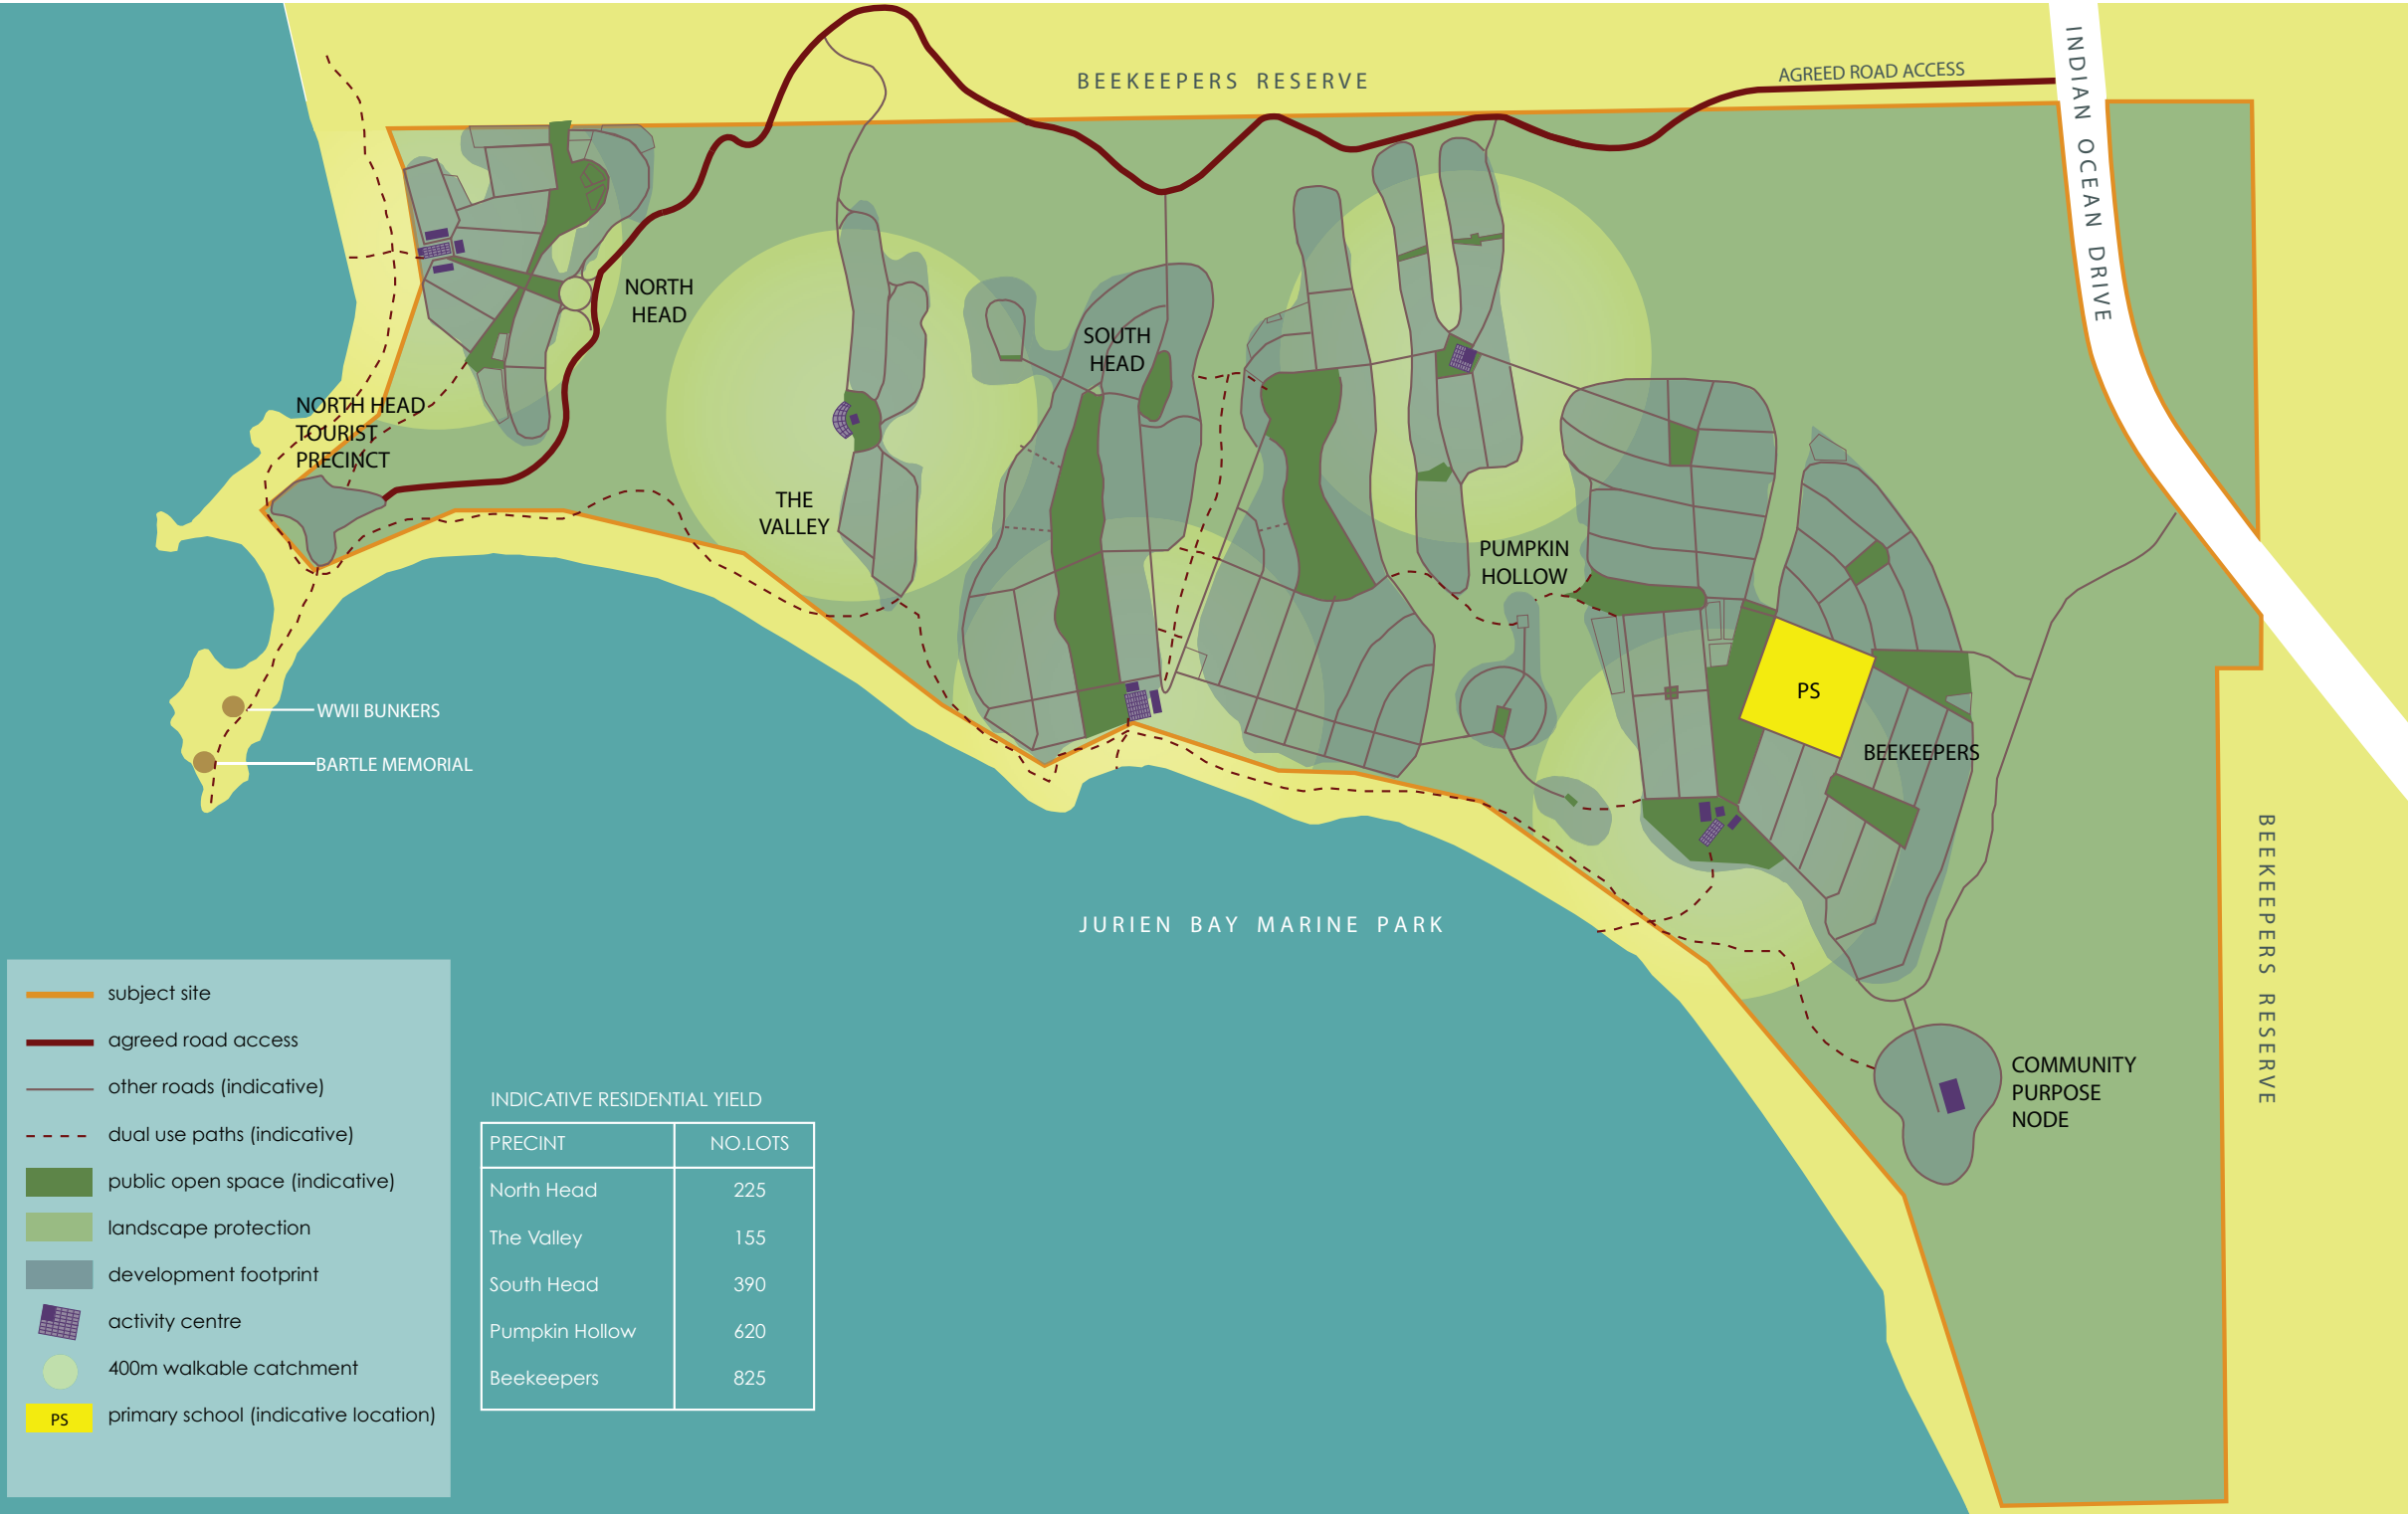 BEEKEEPERS RESERVE
AGREED ROAD ACCESS
INDIAN OCEAN DRIVE
NORTH
HEAD
SOUTH
HEAD
NORTH HEAD
TOURIST
PRECINCT
THE
VALLEY
PUMPKIN
HOLLOW
PS
BEEKEEPERS
WWII BUNKERS
BARTLE MEMORIAL
BEEKEEPERS RESERVE
JURIEN BAY MARINE PARK
COMMUNITY
PURPOSE
NODE
subject site
agreed road access
other roads (indicative)
dual use paths (indicative)
public open space (indicative)
landscape protection
development footprint
activity centre
400m walkable catchment
PS primary school (indicative location)
INDICATIVE RESIDENTIAL YIELD
PRECINT NO.LOTS
North Head 225
The Valley 155
South Head 390
Pumpkin Hollow 620
Beekeepers 825